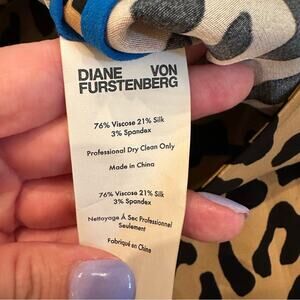 DIANE VON
FURSTENBERG
76% Viscose 21% Silk
3% Spandex
Professional Dry Clean Only
Made in China
76% Viscose 21% Silk
3% Spandex
Nettoyage À Sec Professionnel
Seulement
Fabriqué en Chine